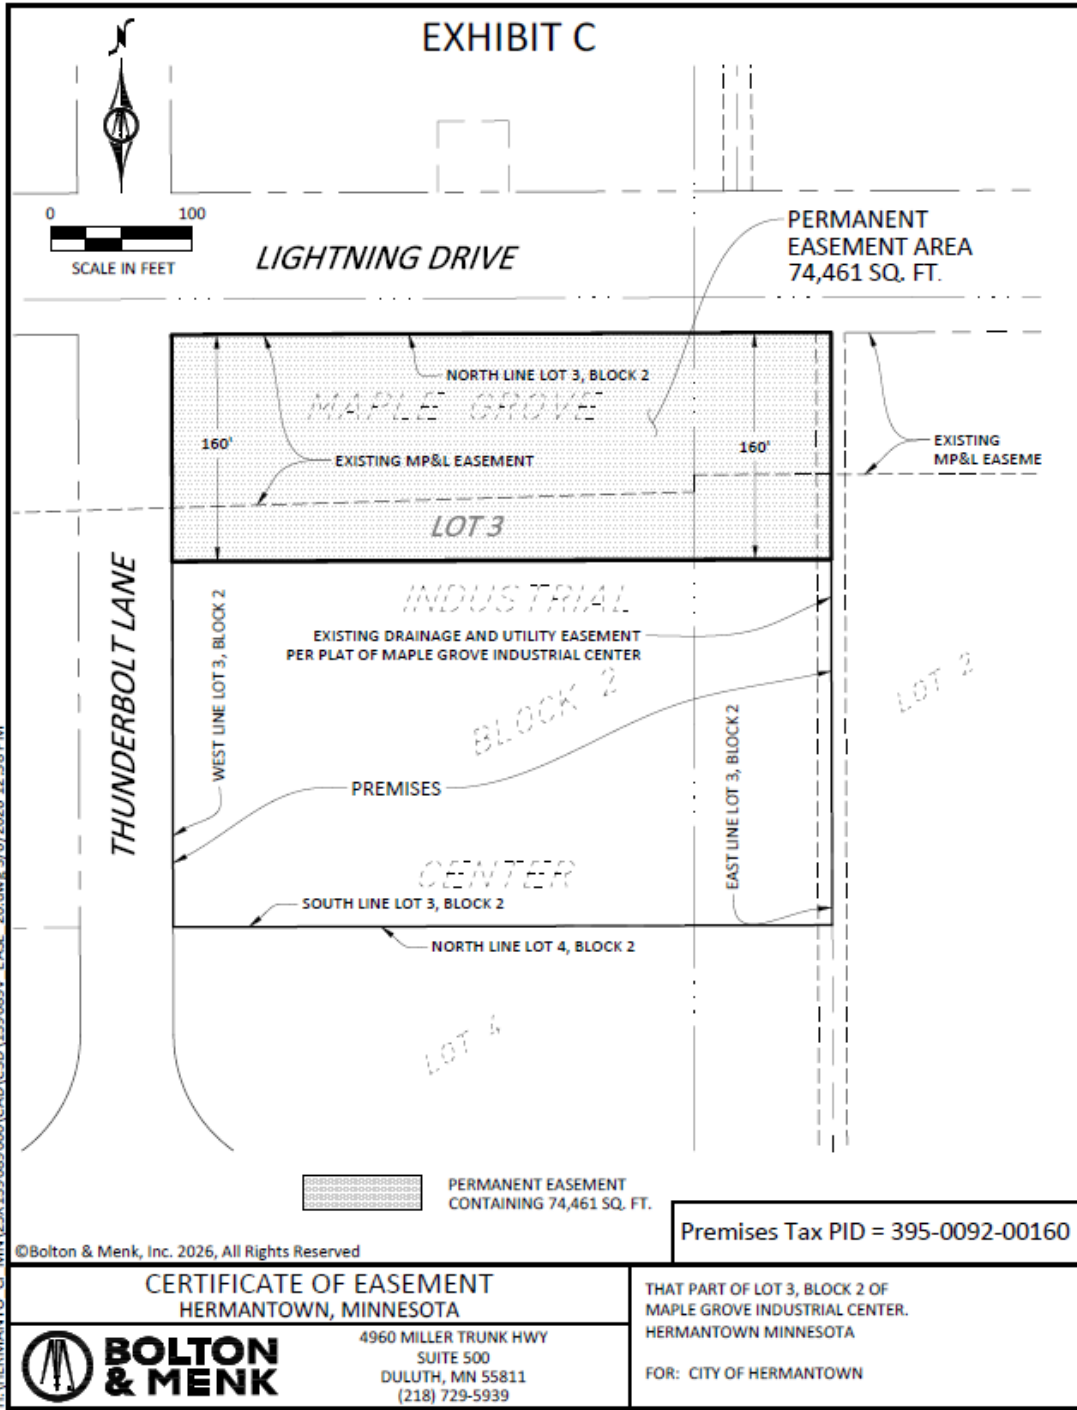 EXHIBIT C
N
0 100
SCALE IN FEET
LIGHTNING DRIVE
PERMANENT
EASEMENT AREA
74,461 SQ. FT.
NORTH LINE LOT 3, BLOCK 2
MAPLE GROVE
160'
160'
EXISTING MP&L EASEMENT
EXISTING
MP&L EASEME
LOT 3
THUNDERBOLT LANE
WEST LINE LOT 3, BLOCK 2
INDUSTRIAL
EXISTING DRAINAGE AND UTILITY EASEMENT
PER PLAT OF MAPLE GROVE INDUSTRIAL CENTER
BLOCK 2
LOT 2
PREMISES
EAST LINE LOT 3, BLOCK 2
CENTER
SOUTH LINE LOT 3, BLOCK 2
NORTH LINE LOT 4, BLOCK 2
LOT 4
PERMANENT EASEMENT
CONTAINING 74,461 SQ. FT.
Premises Tax PID = 395-0092-00160
©Bolton & Menk, Inc. 2026, All Rights Reserved
CERTIFICATE OF EASEMENT
HERMANTOWN, MINNESOTA
BOLTON
& MENK
4960 MILLER TRUNK HWY
SUITE 500
DULUTH, MN 55811
(218) 729-5939
THAT PART OF LOT 3, BLOCK 2 OF
MAPLE GROVE INDUSTRIAL CENTER.
HERMANTOWN MINNESOTA
FOR: CITY OF HERMANTOWN